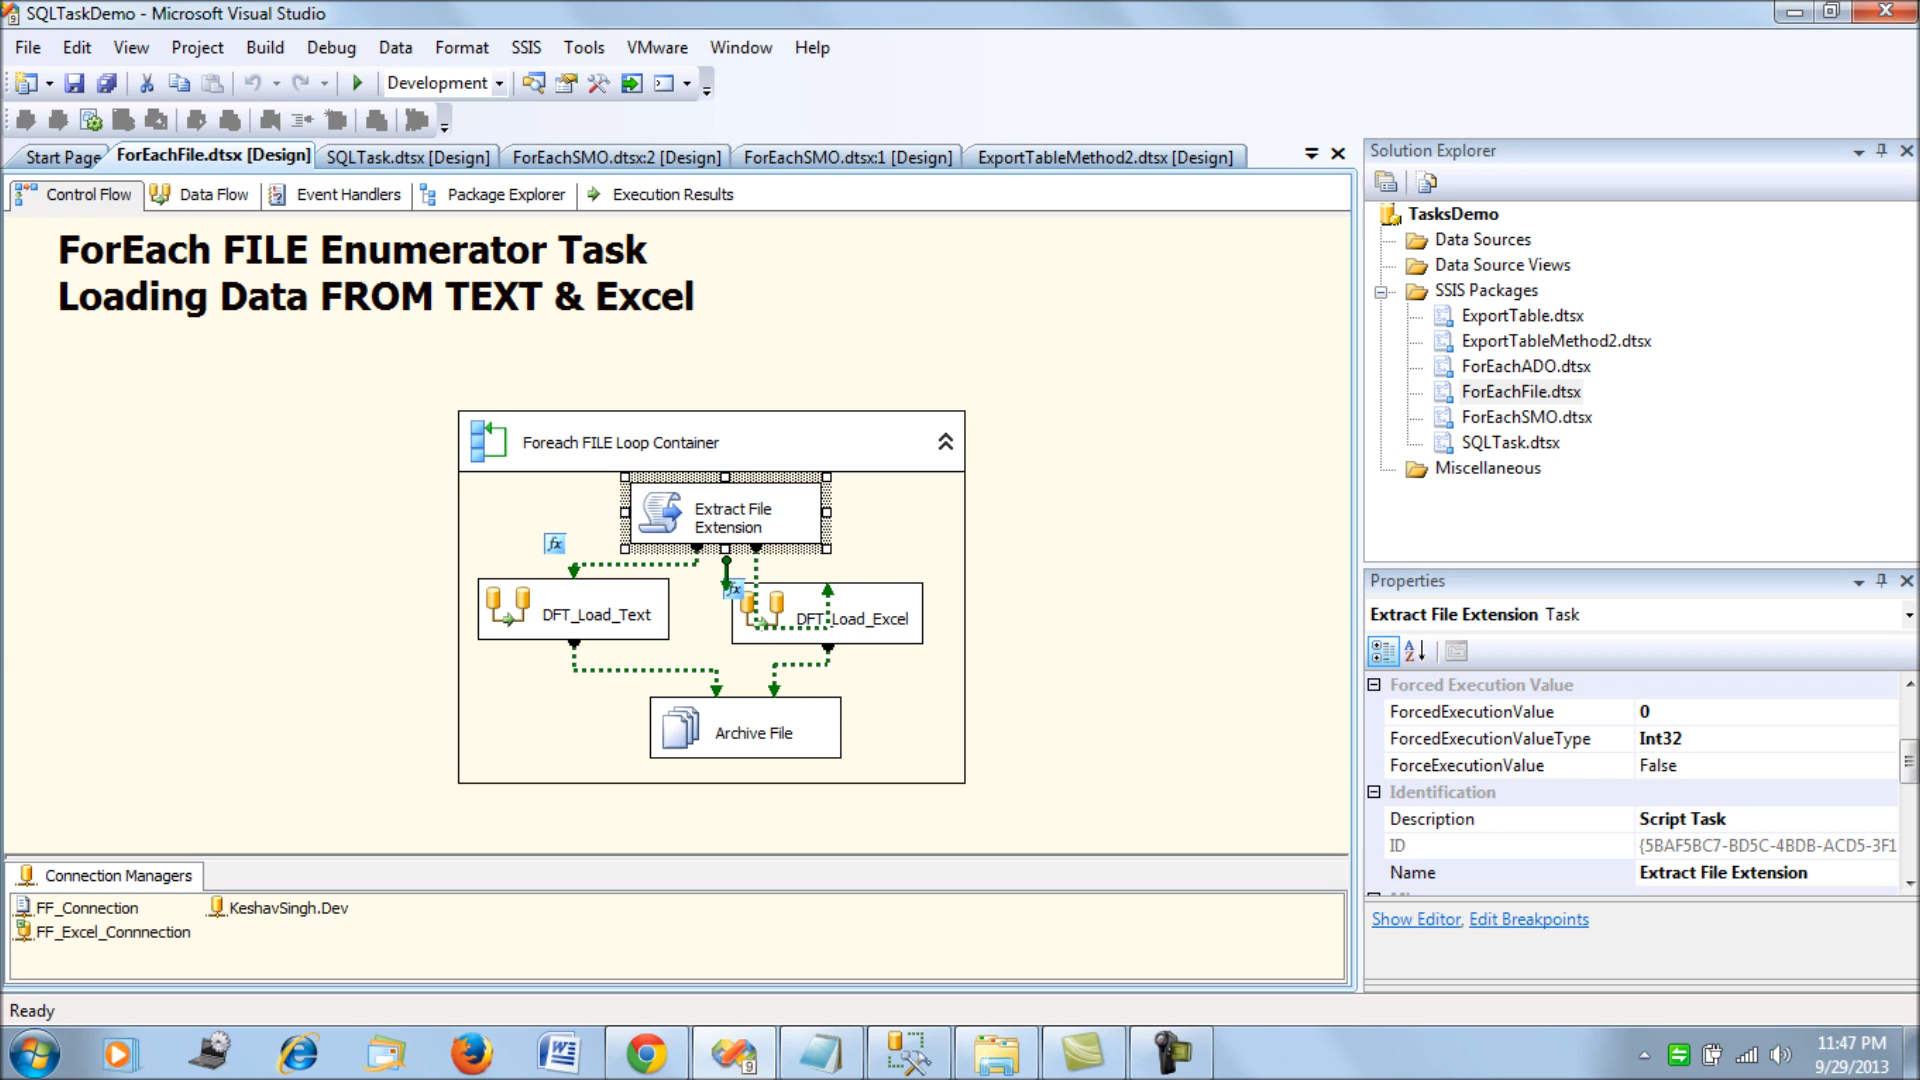 SQLTaskDemo - Microsoft Visual Studio
File Edit View Project Build Debug Data Format SSIS Tools VMware Window Help
Development
Start Page ForEachFile.dtsx [Design] SQLTask.dtsx [Design] ForEachSMO.dtsx:2 [Design] ForEachSMO.dtsx:1 [Design] ExportTableMethod2.dtsx [Design]
Control Flow Data Flow Event Handlers Package Explorer Execution Results
ForEach FILE Enumerator Task
Loading Data FROM TEXT & Excel
Foreach FILE Loop Container
Extract File
Extension
fx
fx
DFT_Load_Text
DFT_Load_Excel
Archive File
Connection Managers
FF_Connection KeshavSingh.Dev
FF_Excel_Connnection
Solution Explorer
TasksDemo
Data Sources
Data Source Views
SSIS Packages
ExportTable.dtsx
ExportTableMethod2.dtsx
ForEachADO.dtsx
ForEachFile.dtsx
ForEachSMO.dtsx
SQLTask.dtsx
Miscellaneous
Properties
Extract File Extension Task
Forced Execution Value
ForcedExecutionValue 0
ForcedExecutionValueType Int32
ForceExecutionValue False
Identification
Description Script Task
ID {5BAF5BC7-BD5C-4BDB-ACD5-3F1
Name Extract File Extension
Show Editor, Edit Breakpoints
Ready
11:47 PM
9/29/2013